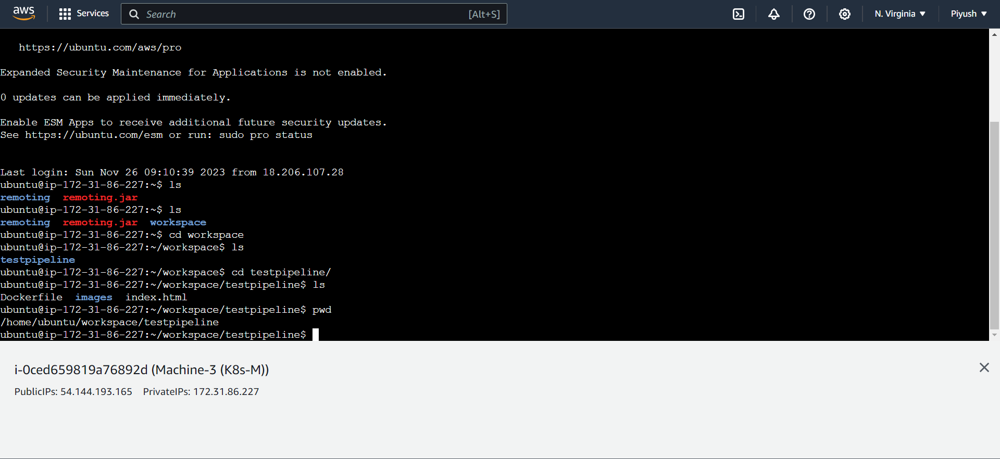 aws Services Search [Alt+S] N. Virginia Piyush
https://ubuntu.com/aws/pro
Expanded Security Maintenance for Applications is not enabled.
0 updates can be applied immediately.
Enable ESM Apps to receive additional future security updates.
See https://ubuntu.com/esm or run: sudo pro status
Last login: Sun Nov 26 09:10:39 2023 from 18.206.107.28
ubuntu@ip-172-31-86-227:~$ ls
remoting  remoting.jar
ubuntu@ip-172-31-86-227:~$ ls
remoting  remoting.jar  workspace
ubuntu@ip-172-31-86-227:~$ cd workspace
ubuntu@ip-172-31-86-227:~/workspace$ ls
testpipeline
ubuntu@ip-172-31-86-227:~/workspace$ cd testpipeline/
ubuntu@ip-172-31-86-227:~/workspace/testpipeline$ ls
Dockerfile  images  index.html
ubuntu@ip-172-31-86-227:~/workspace/testpipeline$ pwd
/home/ubuntu/workspace/testpipeline
ubuntu@ip-172-31-86-227:~/workspace/testpipeline$
i-0ced659819a76892d (Machine-3 (K8s-M))
PublicIPs: 54.144.193.165 PrivateIPs: 172.31.86.227